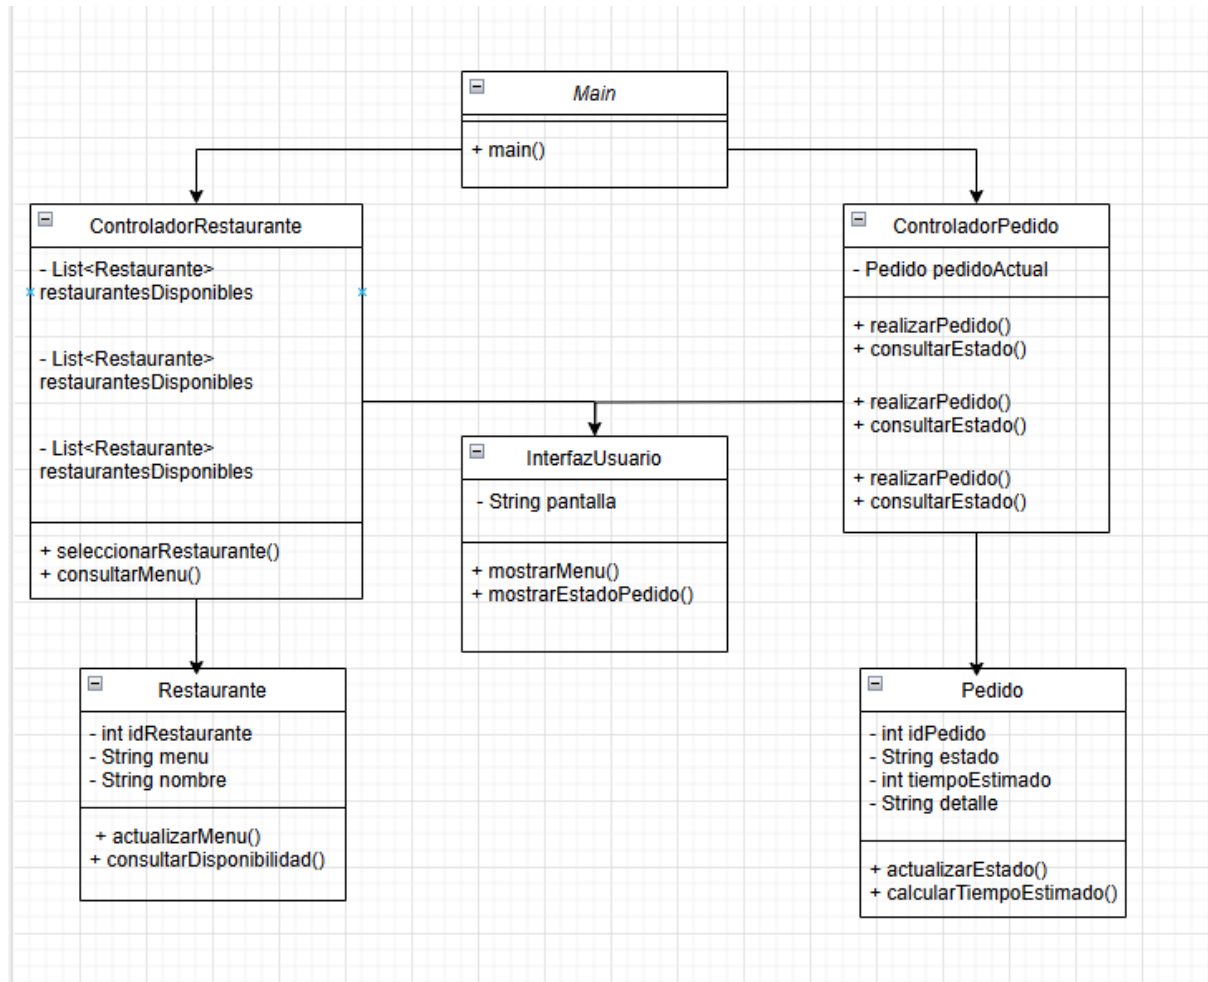 Main
+ main()
ControladorRestaurante
- List<Restaurante>
restaurantesDisponibles
- List<Restaurante>
restaurantesDisponibles
- List<Restaurante>
restaurantesDisponibles
+ seleccionarRestaurante()
+ consultarMenu()
ControladorPedido
- Pedido pedidoActual
+ realizarPedido()
+ consultarEstado()
+ realizarPedido()
+ consultarEstado()
+ realizarPedido()
+ consultarEstado()
InterfazUsuario
- String pantalla
+ mostrarMenu()
+ mostrarEstadoPedido()
Restaurante
- int idRestaurante
- String menu
- String nombre
+ actualizarMenu()
+ consultarDisponibilidad()
Pedido
- int idPedido
- String estado
- int tiempoEstimado
- String detalle
+ actualizarEstado()
+ calcularTiempoEstimado()